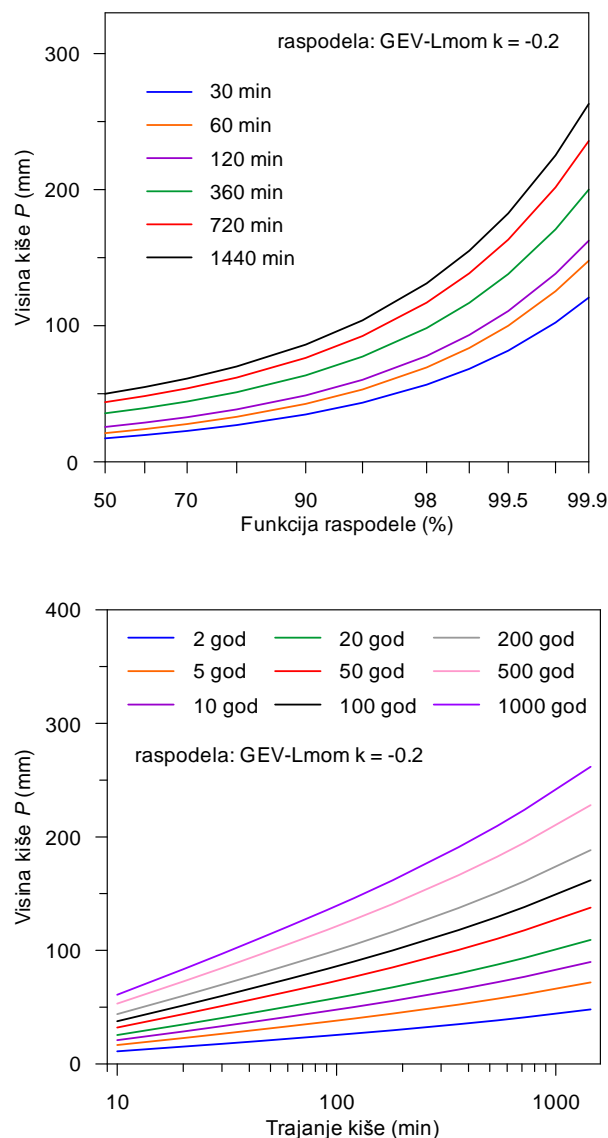 raspodela: GEV-Lmom k = -0.2
30 min
60 min
120 min
360 min
720 min
1440 min
Visina kiše P (mm)
300
200
100
0
50 70 90 98 99.5 99.9
Funkcija raspodele (%)
2 god 20 god 200 god
5 god 50 god 500 god
10 god 100 god 1000 god
raspodela: GEV-Lmom k = -0.2
Visina kiše P (mm)
400
300
200
100
0
10 100 1000
Trajanje kiše (min)